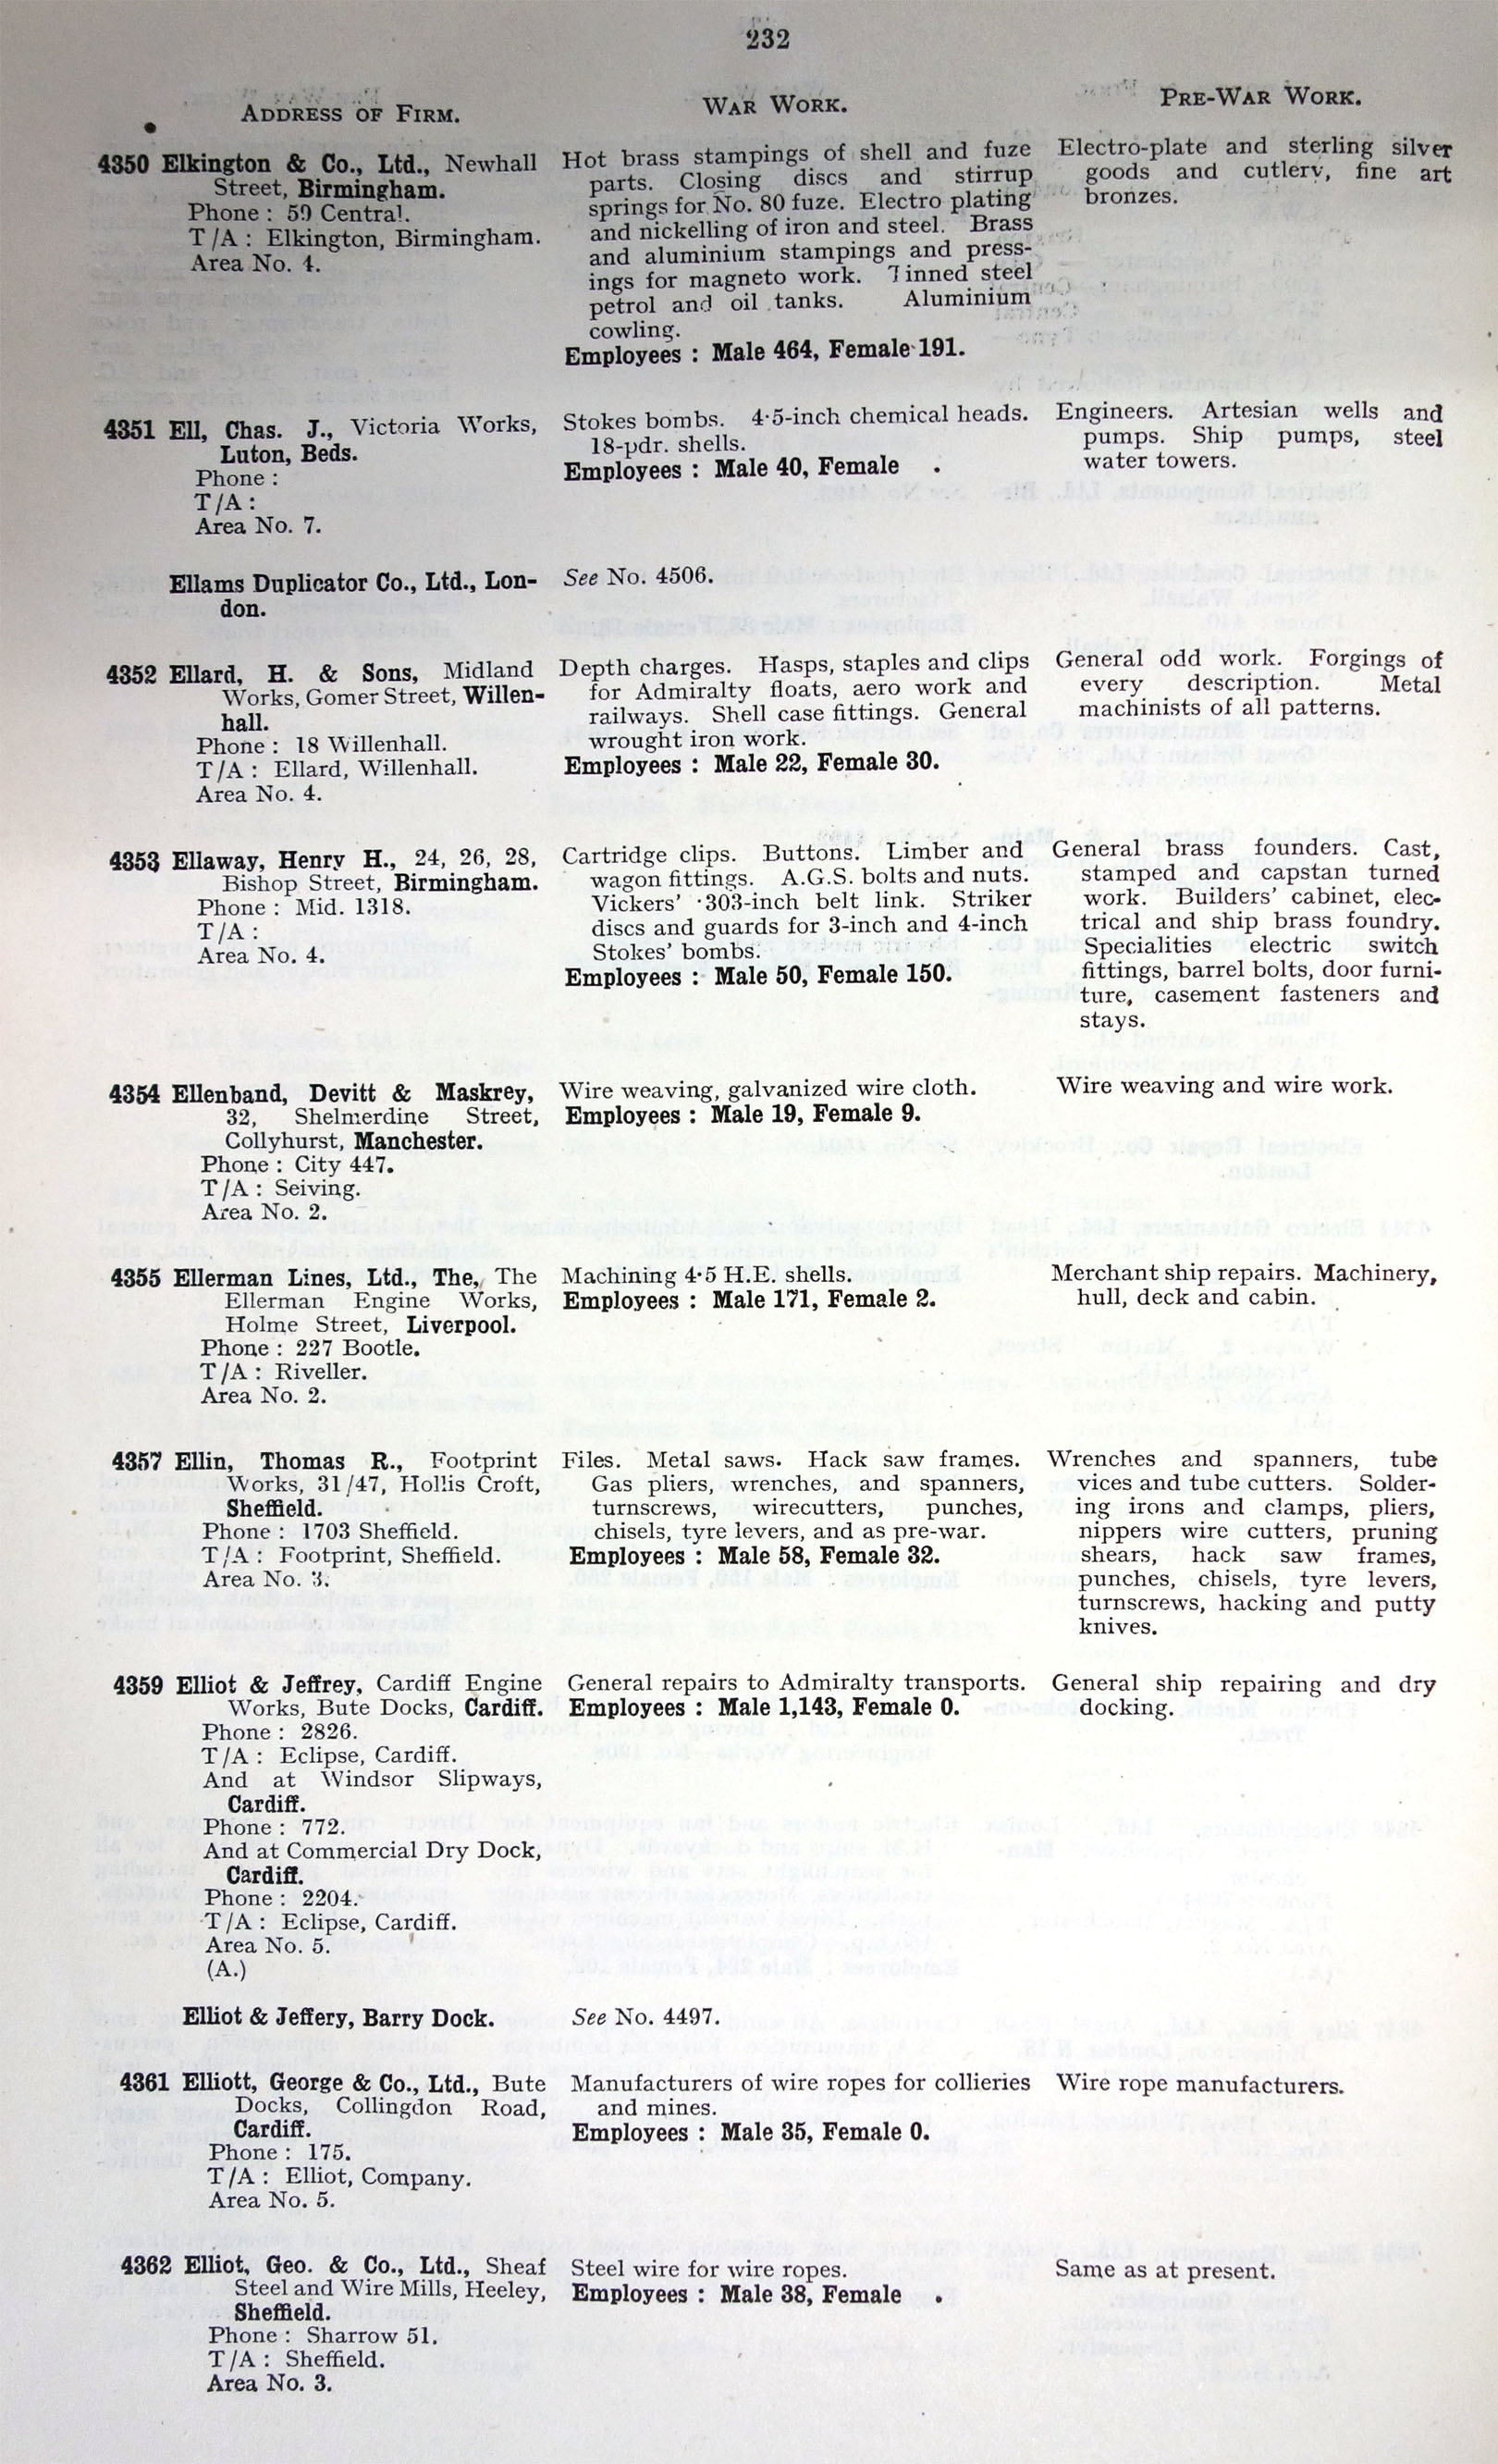 232
ADDRESS OF FIRM.
WAR WORK.
PRE-WAR WORK.
4350 Elkington & Co., Ltd., Newhall
Street, Birmingham.
Phone : 59 Central.
T/A : Elkington, Birmingham.
Area No. 4.
Hot brass stampings of shell and fuze
parts. Closing discs and stirrup
springs for No. 80 fuze. Electro plating
and nickelling of iron and steel. Brass
and aluminium stampings and press-
ings for magneto work. Tinned steel
petrol and oil tanks. Aluminium
cowling.
Employees : Male 464, Female 191.
Electro-plate and sterling silver
goods and cutlery, fine art
bronzes.
4351 Ell, Chas. J., Victoria Works,
Luton, Beds.
Phone :
T/A :
Area No. 7.
Stokes bombs. 4·5-inch chemical heads.
18-pdr. shells.
Employees : Male 40, Female .
Engineers. Artesian wells and
pumps. Ship pumps, steel
water towers.
Ellams Duplicator Co., Ltd., Lon-
don.
See No. 4506.
4352 Ellard, H. & Sons, Midland
Works, Gomer Street, Willen-
hall.
Phone : 18 Willenhall.
T/A : Ellard, Willenhall.
Area No. 4.
Depth charges. Hasps, staples and clips
for Admiralty floats, aero work and
railways. Shell case fittings. General
wrought iron work.
Employees : Male 22, Female 30.
General odd work. Forgings of
every description. Metal
machinists of all patterns.
4353 Ellaway, Henry H., 24, 26, 28,
Bishop Street, Birmingham.
Phone : Mid. 1318.
T/A :
Area No. 4.
Cartridge clips. Buttons. Limber and
wagon fittings. A.G.S. bolts and nuts.
Vickers' ·303-inch belt link. Striker
discs and guards for 3-inch and 4-inch
Stokes' bombs.
Employees : Male 50, Female 150.
General brass founders. Cast,
stamped and capstan turned
work. Builders' cabinet, elec-
trical and ship brass foundry.
Specialities electric switch
fittings, barrel bolts, door furni-
ture, casement fasteners and
stays.
4354 Ellenband, Devitt & Maskrey,
32, Shelmerdine Street,
Collyhurst, Manchester.
Phone : City 447.
T/A : Seiving.
Area No. 2.
Wire weaving, galvanized wire cloth.
Employees : Male 19, Female 9.
Wire weaving and wire work.
4355 Ellerman Lines, Ltd., The, The
Ellerman Engine Works,
Holme Street, Liverpool.
Phone : 227 Bootle.
T/A : Riveller.
Area No. 2.
Machining 4·5 H.E. shells.
Employees : Male 171, Female 2.
Merchant ship repairs. Machinery,
hull, deck and cabin.
4357 Ellin, Thomas R., Footprint
Works, 31/47, Hollis Croft,
Sheffield.
Phone : 1703 Sheffield.
T/A : Footprint, Sheffield.
Area No. 3.
Files. Metal saws. Hack saw frames.
Gas pliers, wrenches, and spanners,
turnscrews, wirecutters, punches,
chisels, tyre levers, and as pre-war.
Employees : Male 58, Female 32.
Wrenches and spanners, tube
vices and tube cutters. Solder-
ing irons and clamps, pliers,
nippers wire cutters, pruning
shears, hack saw frames,
punches, chisels, tyre levers,
turnscrews, hacking and putty
knives.
4359 Elliot & Jeffrey, Cardiff Engine
Works, Bute Docks, Cardiff.
Phone : 2826.
T/A : Eclipse, Cardiff.
And at Windsor Slipways,
Cardiff.
Phone : 772.
And at Commercial Dry Dock,
Cardiff.
Phone : 2204.
T/A : Eclipse, Cardiff.
Area No. 5.
(A.)
General repairs to Admiralty transports.
Employees : Male 1,143, Female 0.
General ship repairing and dry
docking.
Elliot & Jeffery, Barry Dock.
See No. 4497.
4361 Elliott, George & Co., Ltd., Bute
Docks, Collingdon Road,
Cardiff.
Phone : 175.
T/A : Elliot, Company.
Area No. 5.
Manufacturers of wire ropes for collieries
and mines.
Employees : Male 35, Female 0.
Wire rope manufacturers.
4362 Elliot, Geo. & Co., Ltd., Sheaf
Steel and Wire Mills, Heeley,
Sheffield.
Phone : Sharrow 51.
T/A : Sheffield.
Area No. 3.
Steel wire for wire ropes.
Employees : Male 38, Female .
Same as at present.